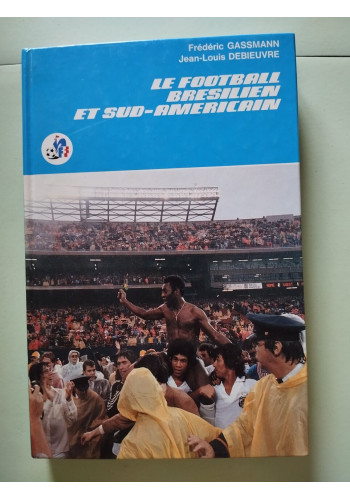 Frédéric GASSMANN
Jean-Louis DEBIEUVRE
LE FOOTBALL
BRESILIEN
ET SUD-AMERICAIN